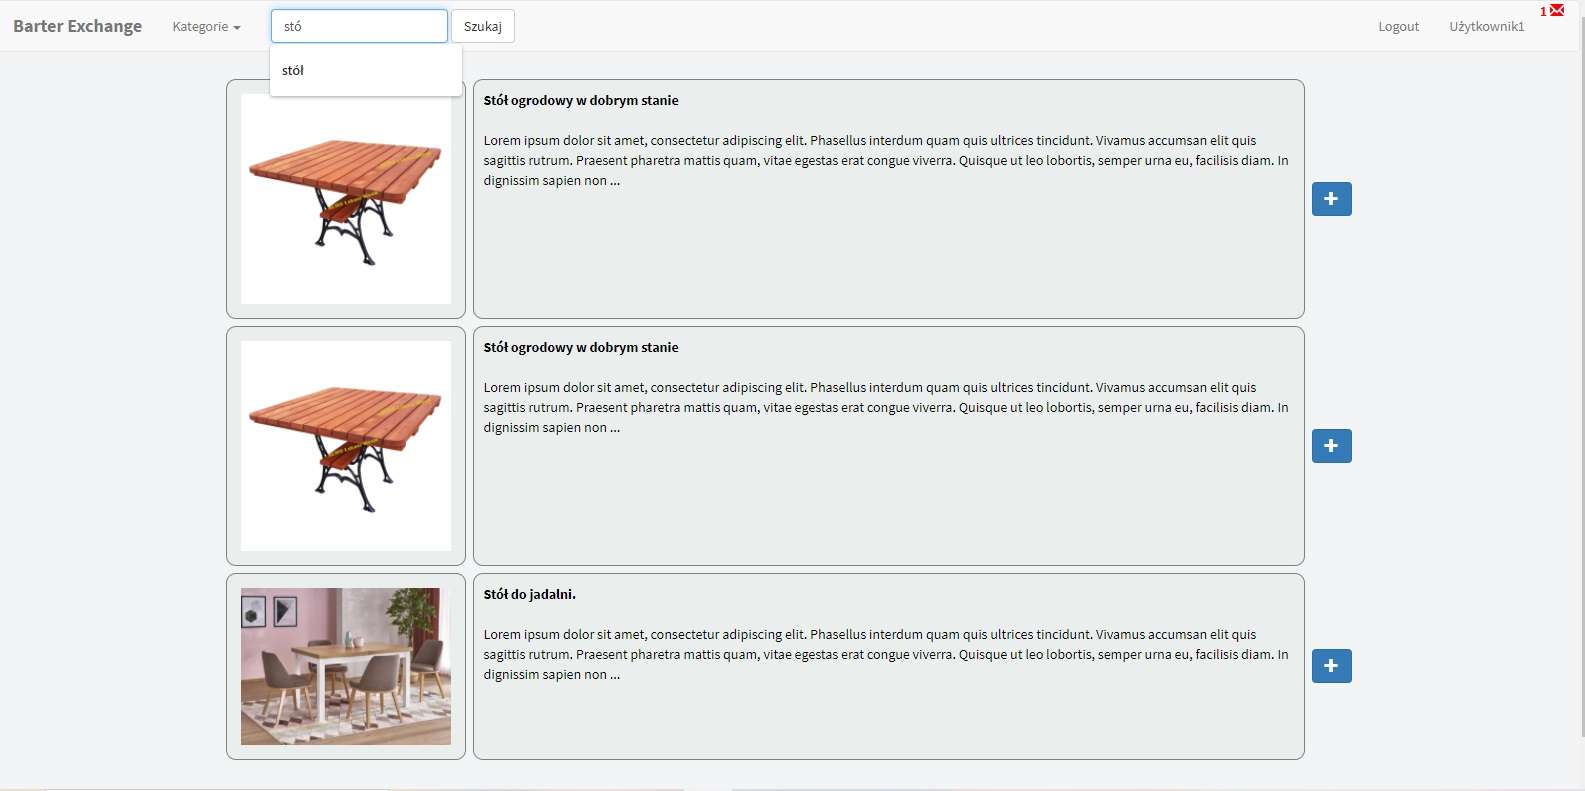 Barter Exchange
Kategorie
stó
Szukaj
Logout
Użytkownik1
1
stół
Stół ogrodowy w dobrym stanie
Lorem ipsum dolor sit amet, consectetur adipiscing elit. Phasellus interdum quam quis ultrices tincidunt. Vivamus accumsan elit quis
sagittis rutrum. Praesent pharetra mattis quam, vitae egestas erat congue viverra. Quisque ut leo lobortis, semper urna eu, facilisis diam. In
dignissim sapien non ...
Stół ogrodowy w dobrym stanie
Lorem ipsum dolor sit amet, consectetur adipiscing elit. Phasellus interdum quam quis ultrices tincidunt. Vivamus accumsan elit quis
sagittis rutrum. Praesent pharetra mattis quam, vitae egestas erat congue viverra. Quisque ut leo lobortis, semper urna eu, facilisis diam. In
dignissim sapien non ...
Stół do jadalni.
Lorem ipsum dolor sit amet, consectetur adipiscing elit. Phasellus interdum quam quis ultrices tincidunt. Vivamus accumsan elit quis
sagittis rutrum. Praesent pharetra mattis quam, vitae egestas erat congue viverra. Quisque ut leo lobortis, semper urna eu, facilisis diam. In
dignissim sapien non ...